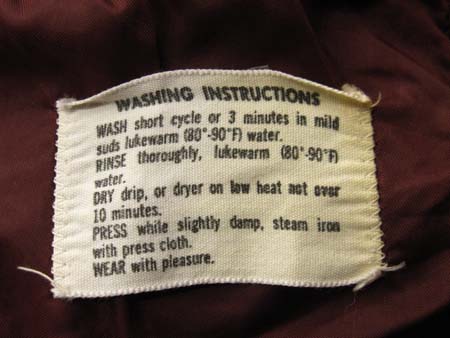 WASHING INSTRUCTIONS
WASH short cycle or 3 minutes in mild
suds lukewarm (80°-90°F) water.
RINSE thoroughly, lukewarm (80°-90°F)
water.
DRY drip, or dryer on low heat not over
10 minutes.
PRESS while slightly damp, steam iron
with press cloth.
WEAR with pleasure.